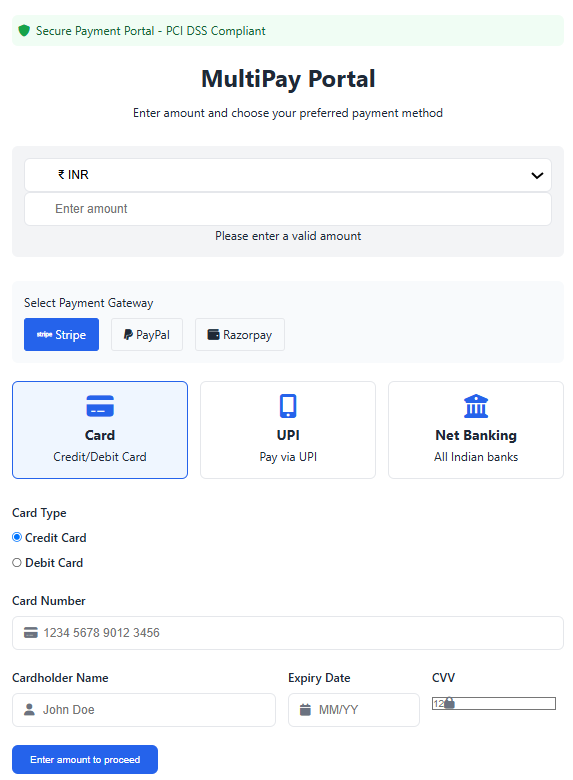 Secure Payment Portal - PCI DSS Compliant
MultiPay Portal
Enter amount and choose your preferred payment method
₹ INR
Enter amount
Please enter a valid amount
Select Payment Gateway
stripe Stripe
PayPal
Razorpay
Card
Credit/Debit Card
UPI
Pay via UPI
Net Banking
All Indian banks
Card Type
Credit Card
Debit Card
Card Number
1234 5678 9012 3456
Cardholder Name
John Doe
Expiry Date
MM/YY
CVV
12
Enter amount to proceed